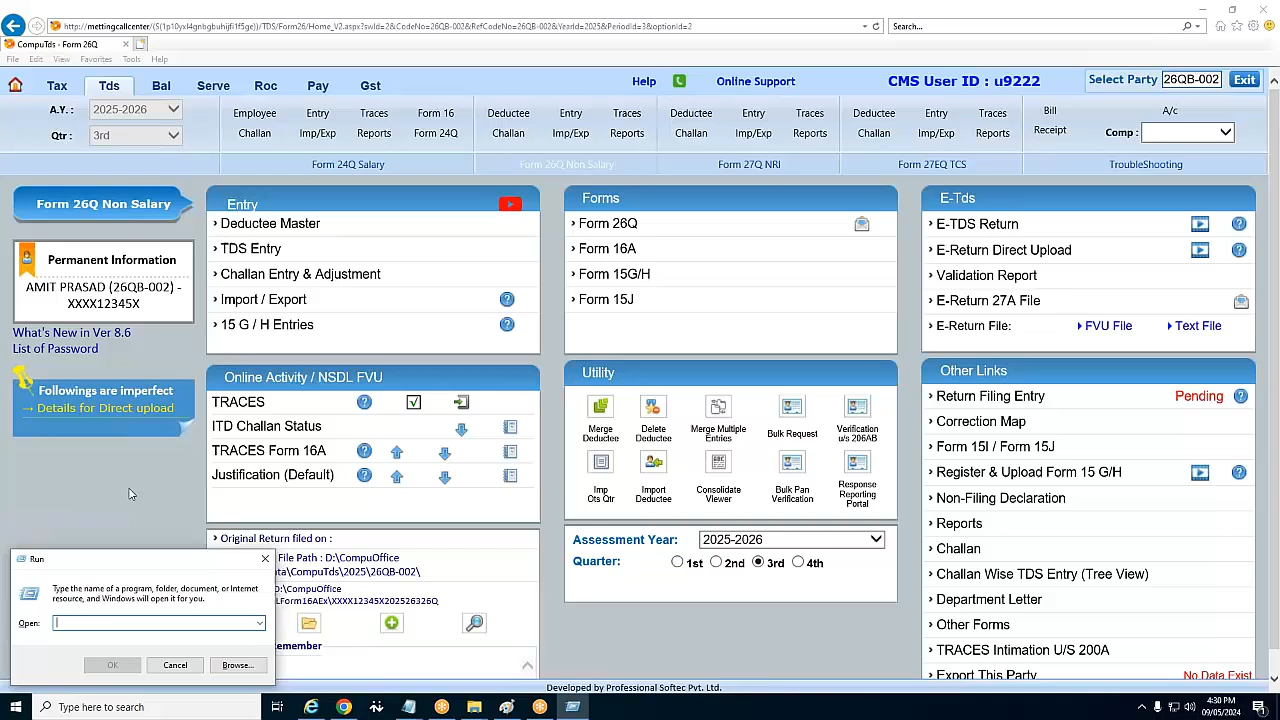 http://mettingcallcenter/(S(1p10yxl4gnbgbuhijfi1f5ge))/TDS/Form26/Home_V2.aspx?swId=2&CodeNo=26QB-002&RefCodeNo=26QB-002&YearId=2025&PeriodId=3&optionId=2
Search...
CompuTds - Form 26Q
File Edit View Favorites Tools Help
Tax Tds Bal Serve Roc Pay Gst
Help Online Support CMS User ID : u9222 Select Party 26QB-002 Exit
A.Y.: 2025-2026
Qtr : 3rd
Employee Entry Traces Form 16
Challan Imp/Exp Reports Form 24Q
Form 24Q Salary
Deductee Entry Traces
Challan Imp/Exp Reports
Form 26Q Non Salary
Deductee Entry Traces
Challan Imp/Exp Reports
Form 27Q NRI
Deductee Entry Traces
Challan Imp/Exp Reports
Form 27EQ TCS
Bill A/c
Receipt Comp :
TroubleShooting
Form 26Q Non Salary
Permanent Information
AMIT PRASAD (26QB-002) -
XXXX12345X
What's New in Ver 8.6
List of Password
Followings are imperfect
→ Details for Direct upload
Entry
Deductee Master
TDS Entry
Challan Entry & Adjustment
Import / Export
15 G / H Entries
Online Activity / NSDL FVU
TRACES
ITD Challan Status
TRACES Form 16A
Justification (Default)
Original Return filed on :
File Path : D:\CompuOffice
ta\CompuTds\2025\26QB-002\
D:\CompuOffice
\Form16AEx\XXXX12345X202526326Q
emember
Forms
Form 26Q
Form 16A
Form 15G/H
Form 15J
Utility
Merge Deductee
Delete Deductee
Merge Multiple Entries
Bulk Request
Verification u/s 206AB
Imp Ots Qtr
Import Deductee
Consolidate Viewer
Bulk Pan Verification
Response Reporting Portal
Assessment Year: 2025-2026
Quarter: 1st 2nd 3rd 4th
E-Tds
E-TDS Return
E-Return Direct Upload
Validation Report
E-Return 27A File
E-Return File: FVU File Text File
Other Links
Return Filing Entry Pending
Correction Map
Form 15I / Form 15J
Register & Upload Form 15 G/H
Non-Filing Declaration
Reports
Challan
Challan Wise TDS Entry (Tree View)
Department Letter
Other Forms
TRACES Intimation U/S 200A
Export This Party No Data Exist
Run
Type the name of a program, folder, document, or Internet
resource, and Windows will open it for you.
Open:
OK Cancel Browse...
Developed by Professional Softec Pvt. Ltd.
Type here to search
4:30 PM
09/05/2024